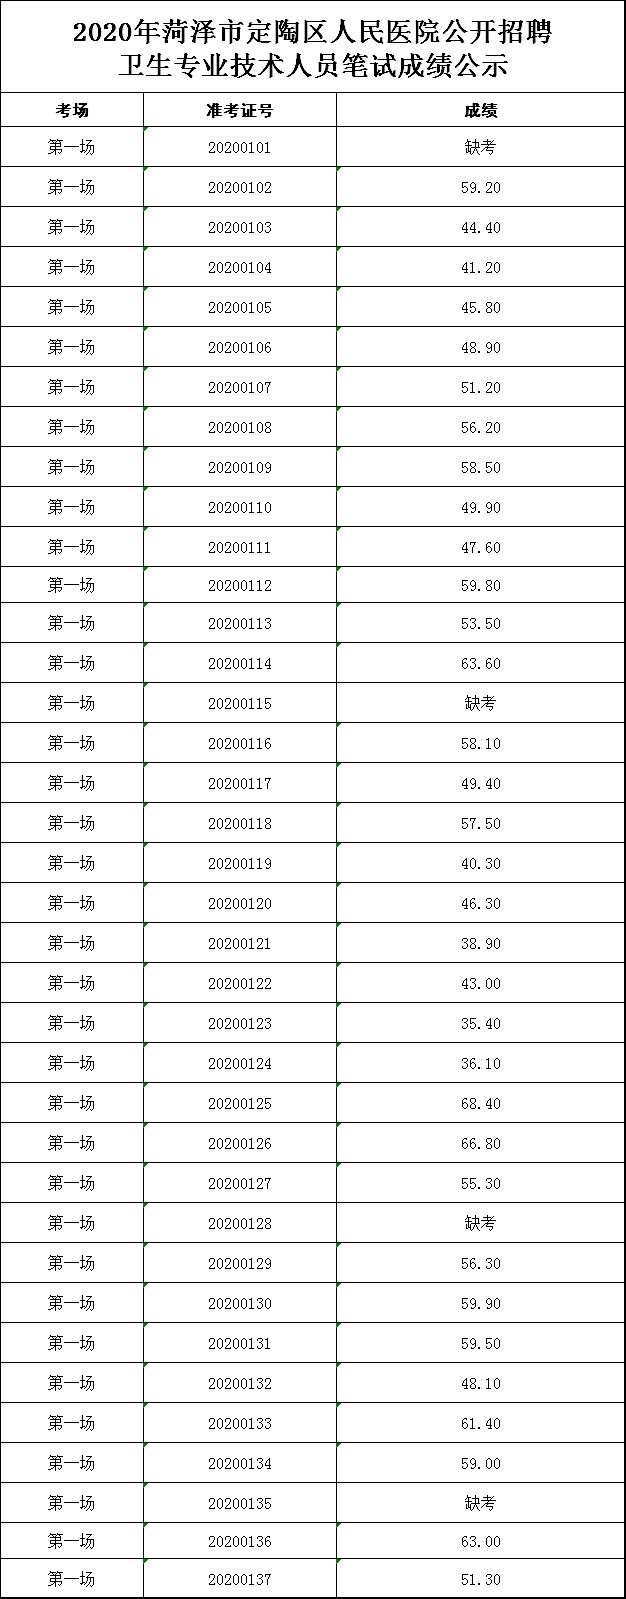 2020年菏泽市定陶区人民医院公开招聘
卫生专业技术人员笔试成绩公示
考场 准考证号 成绩
第一场 20200101 缺考
第一场 20200102 59.20
第一场 20200103 44.40
第一场 20200104 41.20
第一场 20200105 45.80
第一场 20200106 48.90
第一场 20200107 51.20
第一场 20200108 56.20
第一场 20200109 58.50
第一场 20200110 49.90
第一场 20200111 47.60
第一场 20200112 59.80
第一场 20200113 53.50
第一场 20200114 63.60
第一场 20200115 缺考
第一场 20200116 58.10
第一场 20200117 49.40
第一场 20200118 57.50
第一场 20200119 40.30
第一场 20200120 46.30
第一场 20200121 38.90
第一场 20200122 43.00
第一场 20200123 35.40
第一场 20200124 36.10
第一场 20200125 68.40
第一场 20200126 66.80
第一场 20200127 55.30
第一场 20200128 缺考
第一场 20200129 56.30
第一场 20200130 59.90
第一场 20200131 59.50
第一场 20200132 48.10
第一场 20200133 61.40
第一场 20200134 59.00
第一场 20200135 缺考
第一场 20200136 63.00
第一场 20200137 51.30